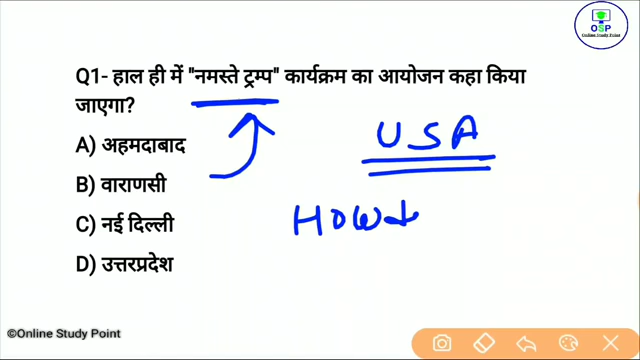 OSP
Online Study Point
Q1- हाल ही में "नमस्ते ट्रम्प" कार्यक्रम का आयोजन कहा किया
जाएगा?
A) अहमदाबाद
B) वाराणसी
C) नई दिल्ली
D) उत्तरप्रदेश
USA
HOW
©Online Study Point